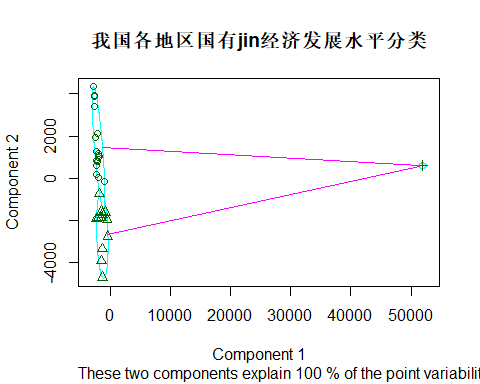 我国各地区国有jin经济发展水平分类
Component 2
2000
0
-4000
0
10000
20000
30000
40000
50000
Component 1
These two components explain 100 % of the point variabilit